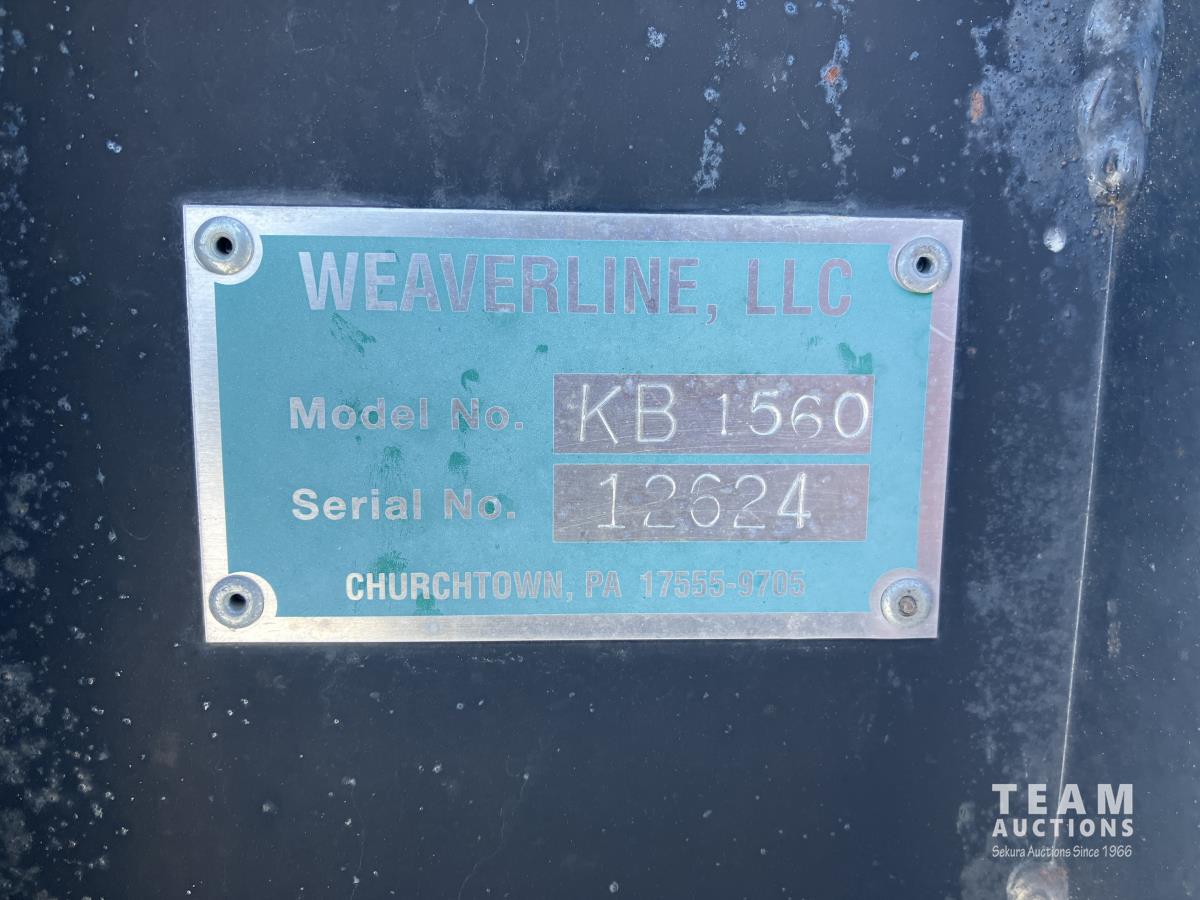 WEAVERLINE, LLC
Model No. KB 1560
Serial No. 12624
CHURCHTOWN, PA 17555-9705
TEAM
AUCTIONS
Sekura Auctions Since 1966